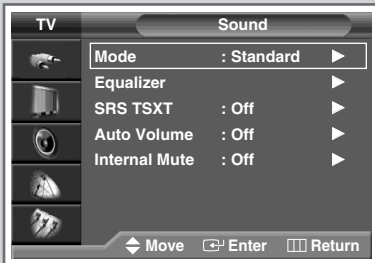 TV Sound
Mode : Standard
Equalizer
SRS TSXT : Off
Auto Volume : Off
Internal Mute : Off
Move Enter Return